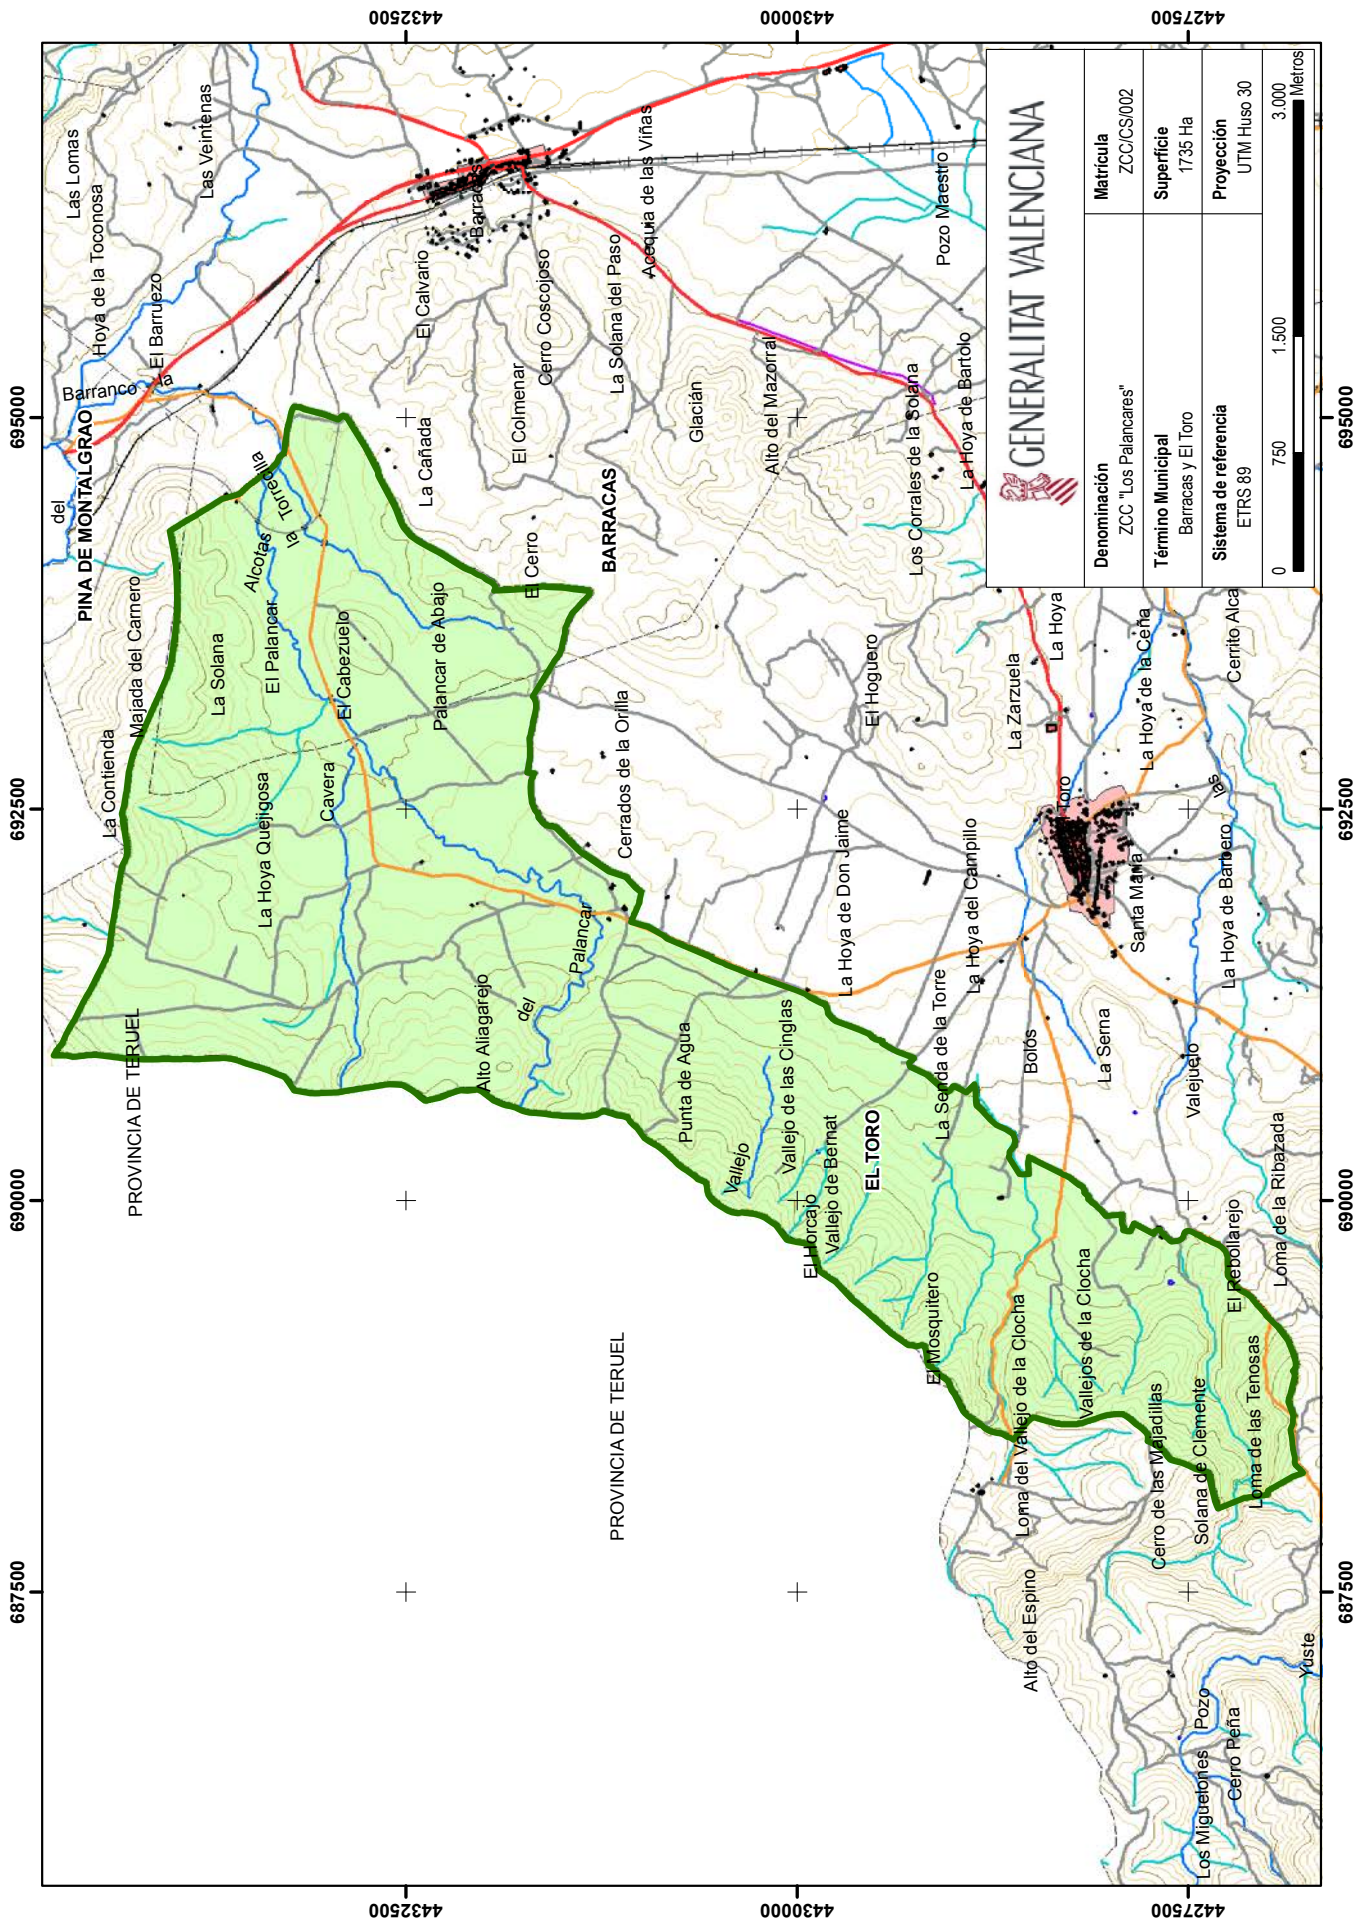 687500
690000
692500
695000
4432500
4430000
4427500
4432500
4430000
4427500
687500
690000
692500
695000
PROVINCIA DE TERUEL
PROVINCIA DE TERUEL
PINA DE MONTALGRAO
BARRACAS
EL TORO
del
Barranco la
Las Lomas
Hoya de la Toconosa
El Barruezo
Las Veintenas
La Contienda
Majada del Carnero
La Solana
Alcotas
la Torrecilla
El Palancar
El Cabezuelo
La Hoya Quejigosa
Cavera
Palancar de Abajo
La Cañada
El Calvario
Barracas
El Colmenar
Cerro Coscojoso
El Cerro
La Solana del Paso
Acequia de las Viñas
Alto Aliagarejo
del
Palancar
Cerrados de la Orilla
Glacián
Alto del Mazorral
Punta de Agua
Vallejo
Vallejo de las Cinglas
El Horcajo
Vallejo de Bernat
La Hoya de Don Jaime
El Hoguero
Los Corrales de la Solana
Pozo Maestro
La Hoya de Bartolo
El Mosquitero
La Senda de la Torre
La Hoya del Campillo
La Zarzuela
La Hoya
Toro
Bolos
La Serna
Santa María
La Hoya de la Ceña
Loma del Vallejo de la Clocha
Vallejos de la Clocha
Alto del Espino
Cerro de las Majadillas
Solana de Clemente
Loma de las Tenosas
El Rebollarejo
Loma de la Ribazada
Valejuelo
La Hoya de Barbero
las
Cerrito Alca
Los Miguelones
Pozo
Cerro Peña
Yuste
GENERALITAT VALENCIANA
Denominación
ZCC "Los Palancares"
Matrícula
ZCC/CS/002
Término Municipal
Barracas y El Toro
Superficie
1735 Ha
Sistema de referencia
ETRS 89
Proyección
UTM Huso 30
0 750 1.500 3.000
Metros